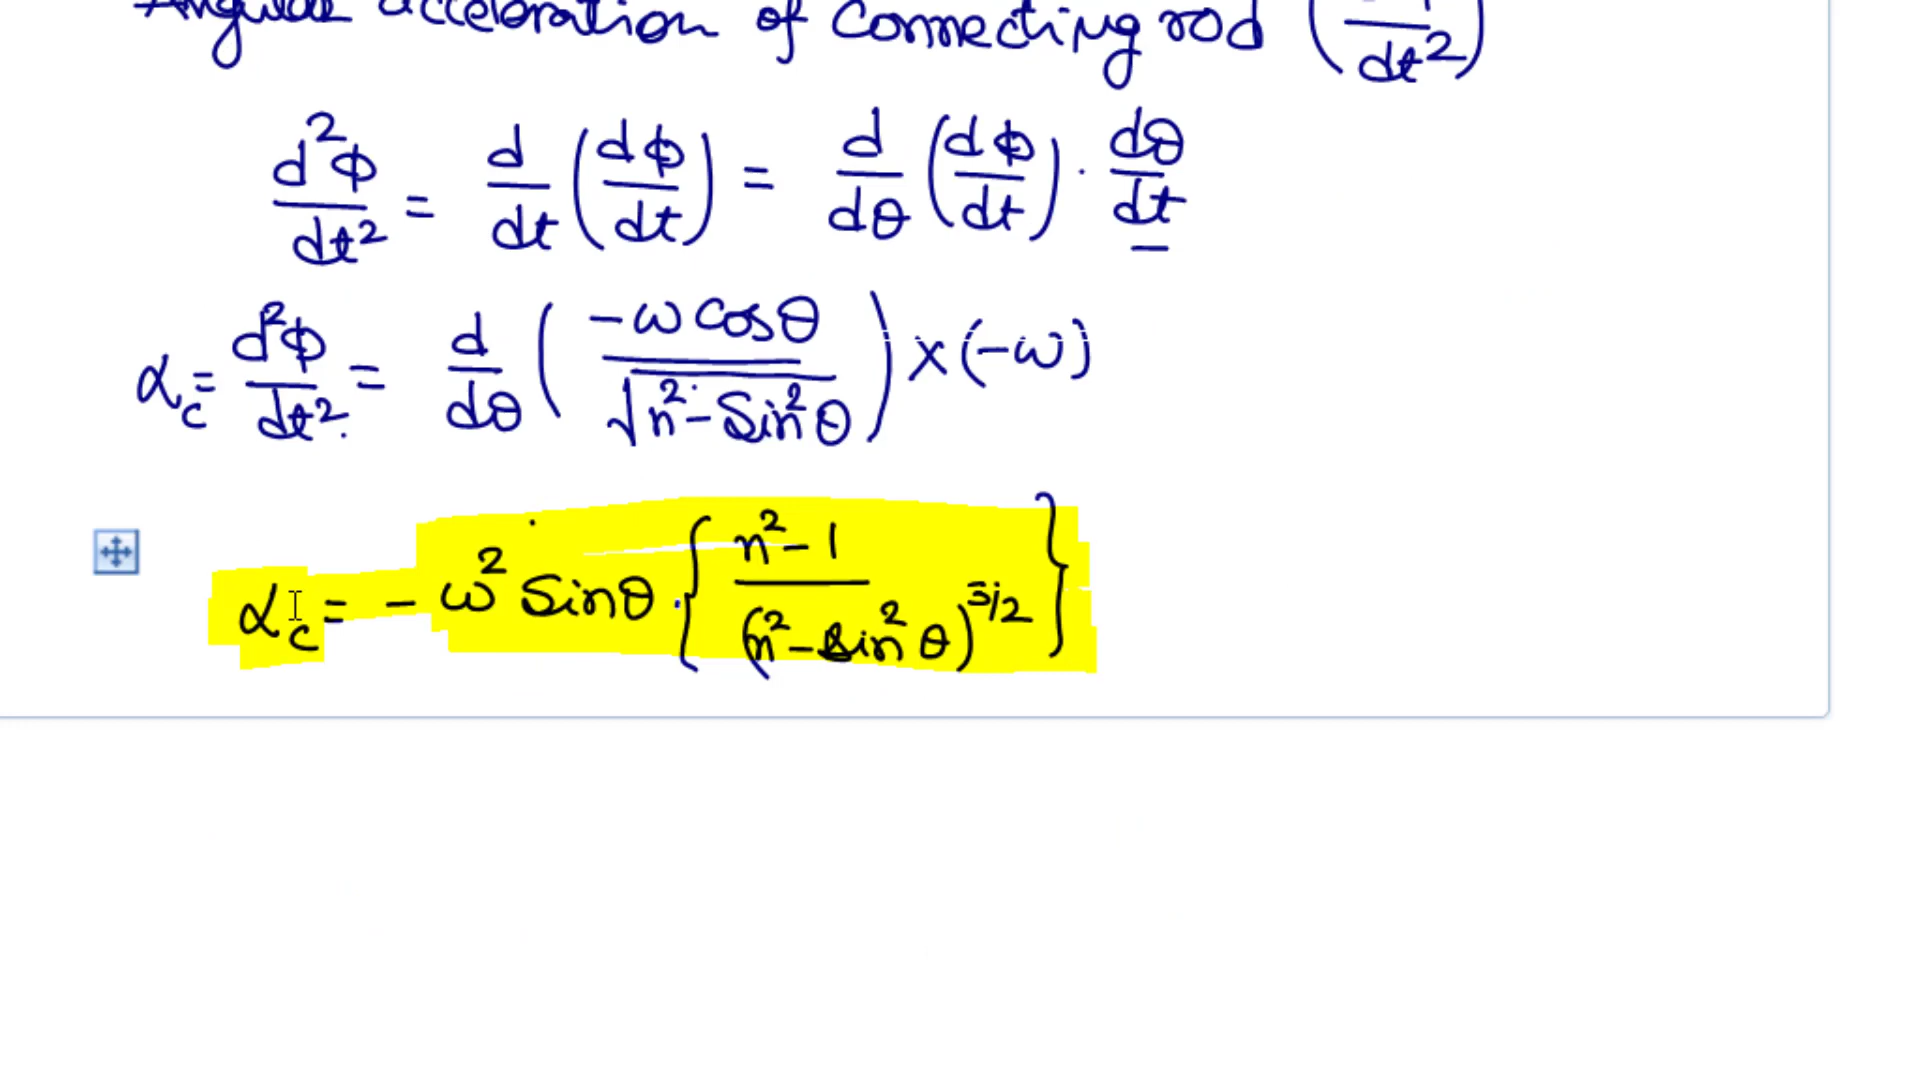 Angular acceleration of Connecting rod ( / dt²)
d²Φ/dt² = d/dt (dΦ/dt) = d/dθ (dΦ/dt) · dθ/dt
α_c = d²Φ/dt² = d/dθ ( -ω Cosθ / √(n² - Sin²θ) ) × (-ω)
α_c = - ω² Sinθ · { n² - 1 / (n² - Sin²θ)^3/2 }